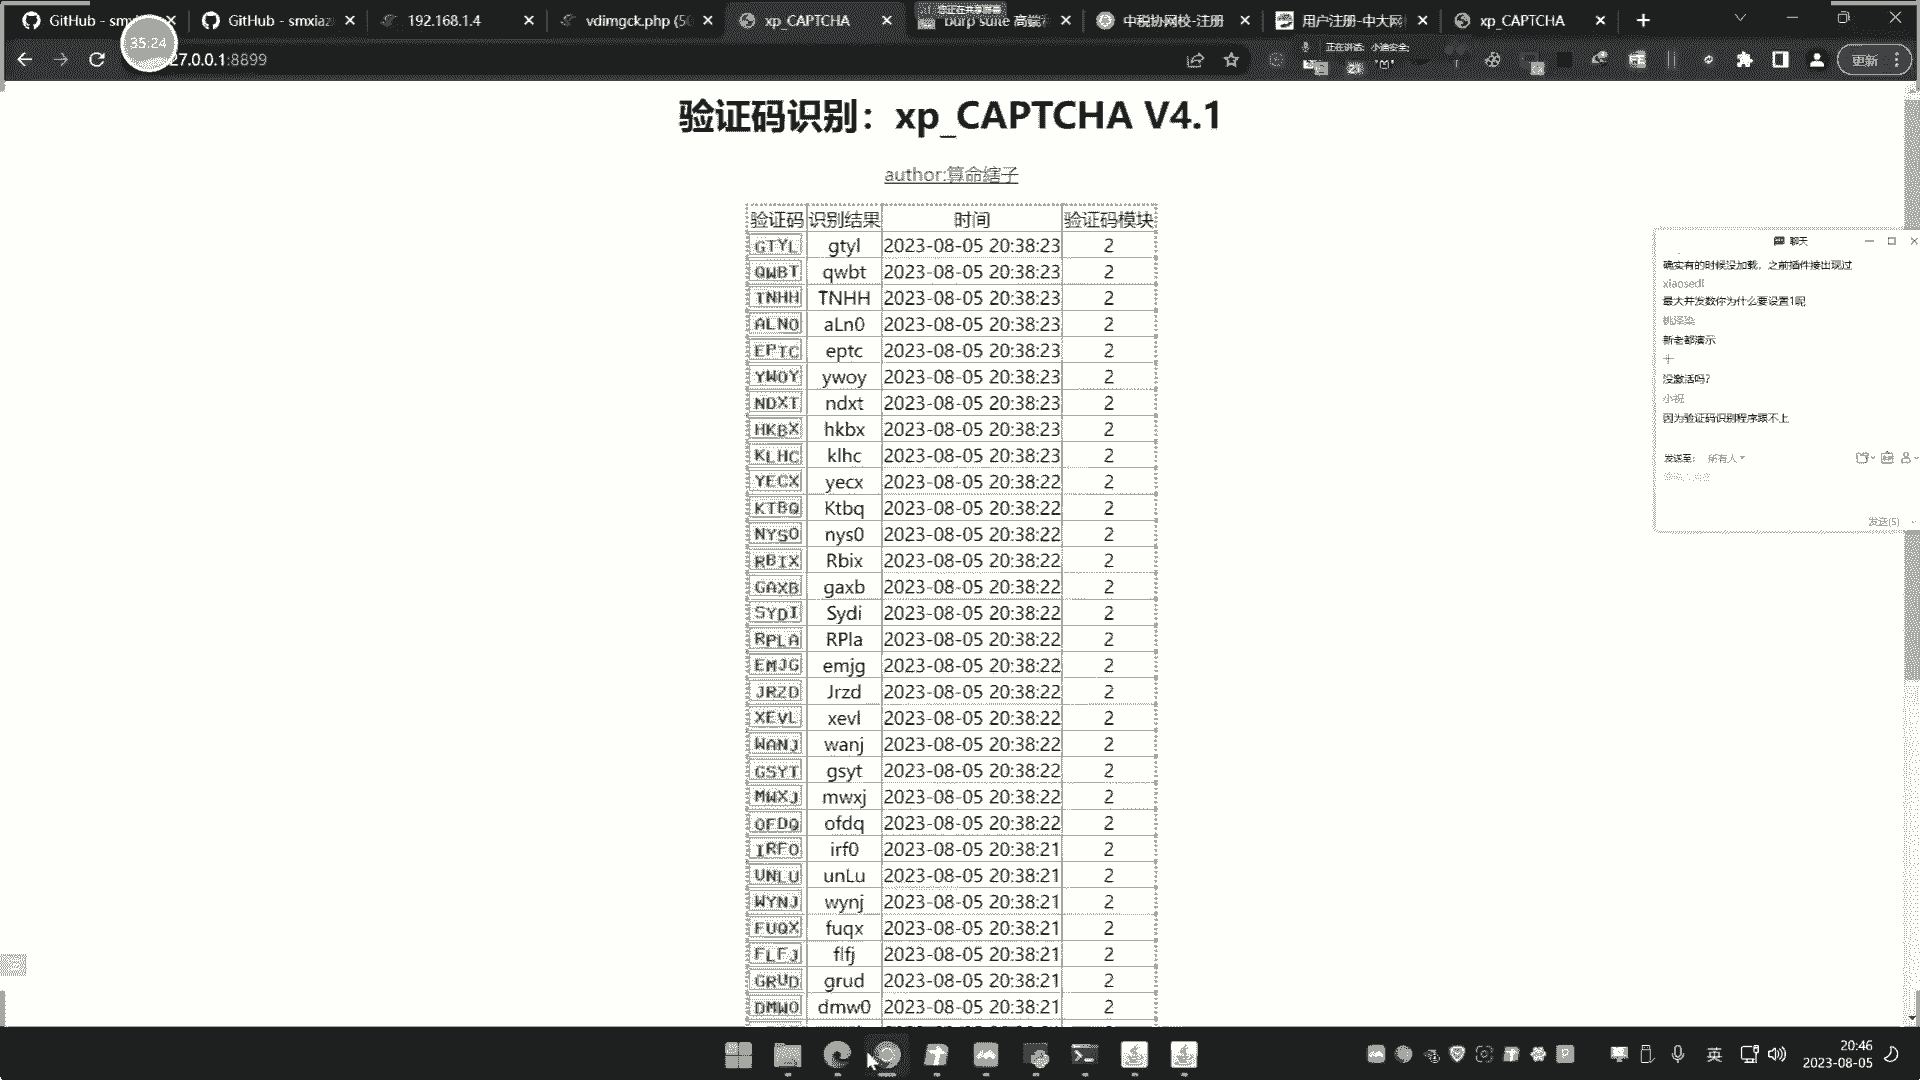 GitHub - smx
GitHub - smxiaz
192.168.1.4
vdimgck.php (50
xp_CAPTCHA
burp suite 高端
中税协网校-注册
用户注册-中大网
xp_CAPTCHA
35:24
27.0.0.1:8899
正在讲话: 小迪安全;
更新
验证码识别：xp_CAPTCHA V4.1
author:算命縖子
验证码 识别结果 时间 验证码模块
GTYL gtyl 2023-08-05 20:38:23 2
QWBT qwbt 2023-08-05 20:38:23 2
TNHH TNHH 2023-08-05 20:38:23 2
ALNO aLn0 2023-08-05 20:38:23 2
EPTC eptc 2023-08-05 20:38:23 2
YWOY ywoy 2023-08-05 20:38:23 2
NDXT ndxt 2023-08-05 20:38:23 2
HKBX hkbx 2023-08-05 20:38:23 2
KLHC klhc 2023-08-05 20:38:23 2
YECX yecx 2023-08-05 20:38:22 2
KTBQ Ktbq 2023-08-05 20:38:22 2
NYSO nys0 2023-08-05 20:38:22 2
RBIX Rbix 2023-08-05 20:38:22 2
GAXB gaxb 2023-08-05 20:38:22 2
SYDI Sydi 2023-08-05 20:38:22 2
RPLA RPla 2023-08-05 20:38:22 2
EMJG emjg 2023-08-05 20:38:22 2
JRZD Jrzd 2023-08-05 20:38:22 2
XEVL xevl 2023-08-05 20:38:22 2
WANJ wanj 2023-08-05 20:38:22 2
GSYT gsyt 2023-08-05 20:38:22 2
MWXJ mwxj 2023-08-05 20:38:22 2
OFDQ ofdq 2023-08-05 20:38:22 2
IRFO irf0 2023-08-05 20:38:21 2
UNLU unLu 2023-08-05 20:38:21 2
WYNJ wynj 2023-08-05 20:38:21 2
FUQX fuqx 2023-08-05 20:38:21 2
FLFJ flfj 2023-08-05 20:38:21 2
GRUD grud 2023-08-05 20:38:21 2
DMWO dmw0 2023-08-05 20:38:21 2
聊天
确实有的时候没加载，之前插件接出现过
xiaosedi
最大并发数你为什么要设置1呢
新老都演示
十
没激活吗?
小祝
因为验证码识别程序跟不上
发送至: 所有人
发送(S)
英
20:46
2023-08-05